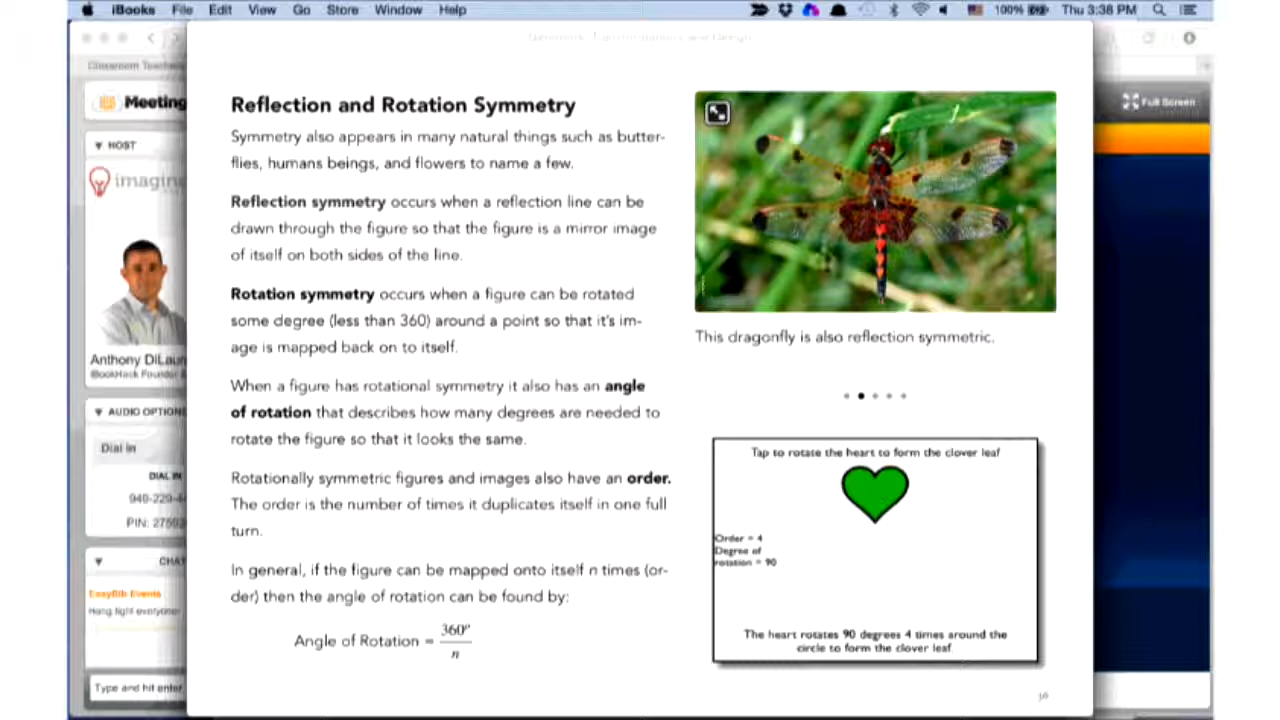 iBooks File Edit View Go Store Window Help 100% Thu 3:38 PM
Meeting
Full Screen
HOST
imagine
Anthony DiLaur
AUDIO OPTION
Dial in
DIAL IN
PIN:
CHA
EasyBib Events
Type and hit enter
Reflection and Rotation Symmetry
Symmetry also appears in many natural things such as butter-
flies, humans beings, and flowers to name a few.
Reflection symmetry occurs when a reflection line can be
drawn through the figure so that the figure is a mirror image
of itself on both sides of the line.
Rotation symmetry occurs when a figure can be rotated
some degree (less than 360) around a point so that it's im-
age is mapped back on to itself.
When a figure has rotational symmetry it also has an angle
of rotation that describes how many degrees are needed to
rotate the figure so that it looks the same.
Rotationally symmetric figures and images also have an order.
The order is the number of times it duplicates itself in one full
turn.
In general, if the figure can be mapped onto itself n times (or-
der) then the angle of rotation can be found by:
Angle of Rotation = 360°
n
This dragonfly is also reflection symmetric.
Tap to rotate the heart to form the clover leaf
Order = 4
Degree of
rotation = 90
The heart rotates 90 degrees 4 times around the
circle to form the clover leaf.